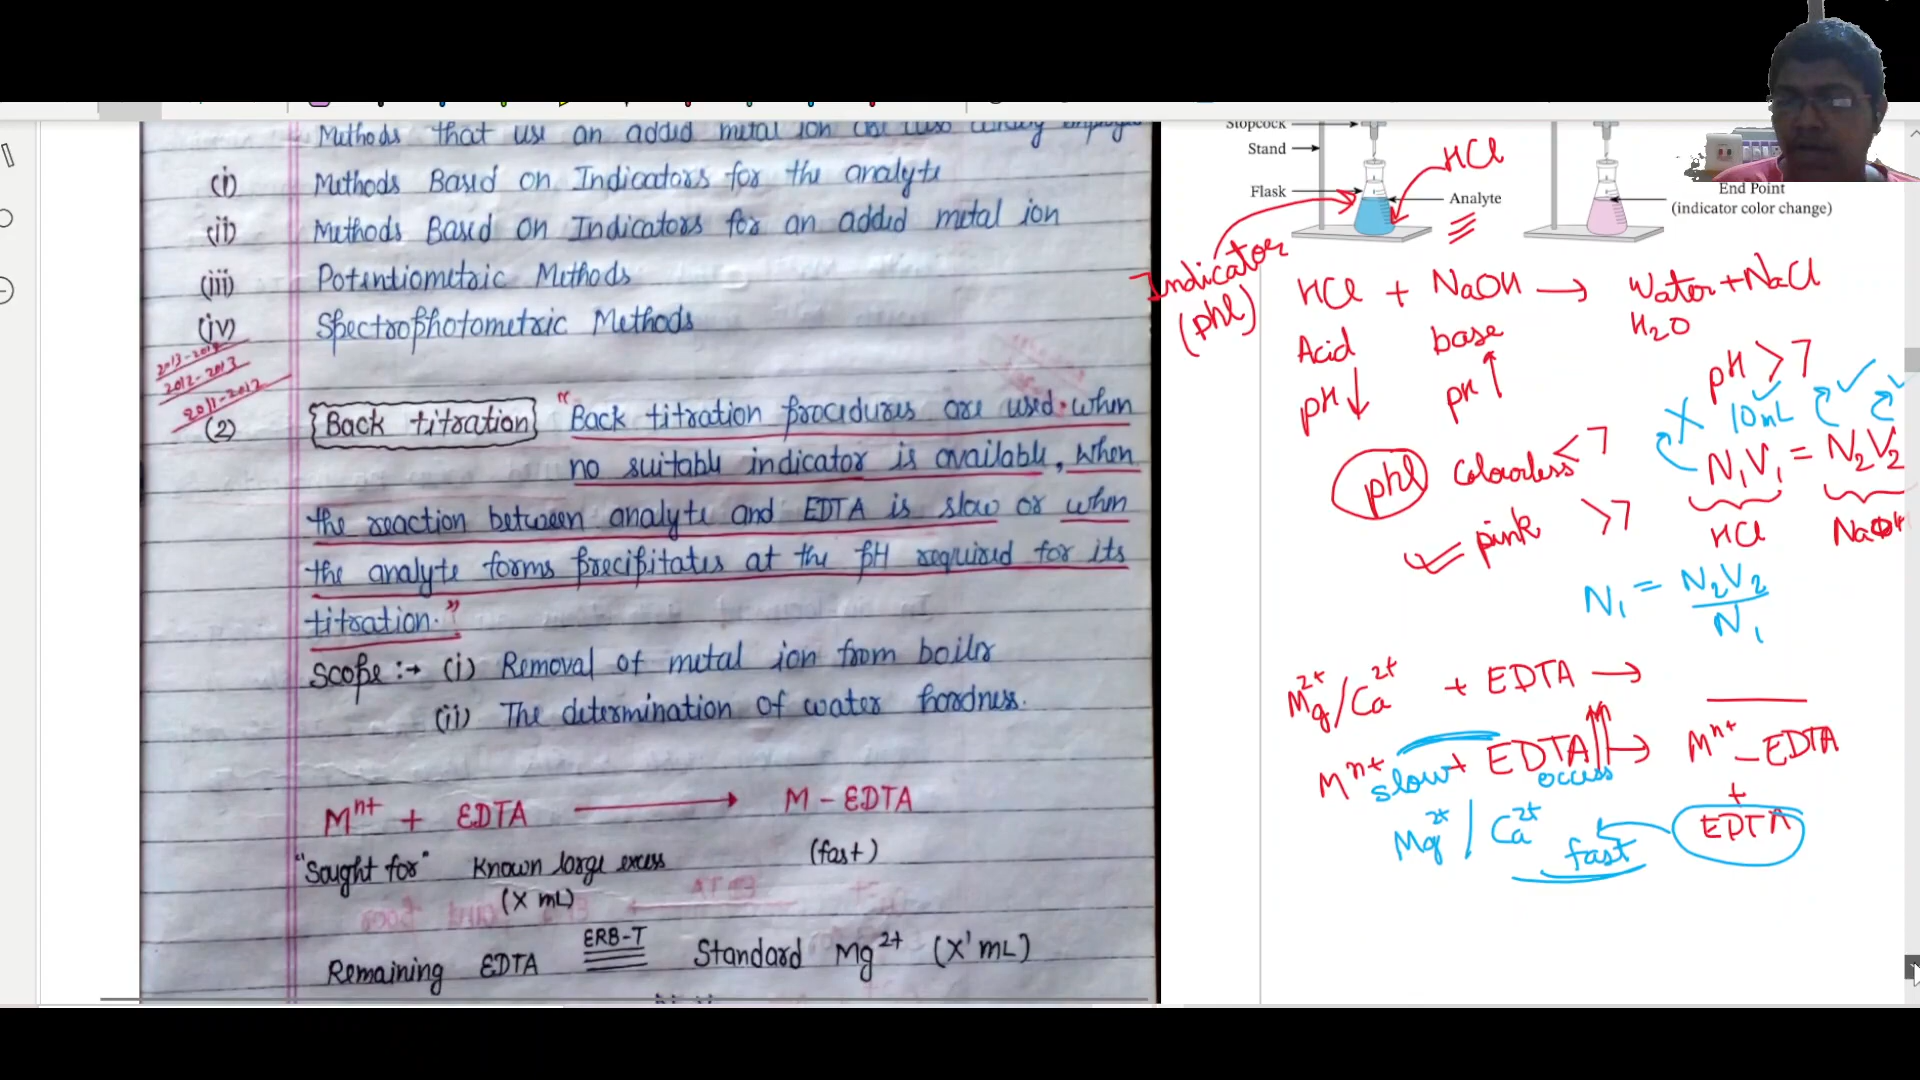 Methods that use an added metal ion are also widely employed
(i) Methods Based on Indicators for the analyte
(ii) Methods Based on Indicators for an added metal ion
(iii) Potentiometric Methods
(iv) Spectrophotometric Methods
2013-2014
2012-2013
2011-2012
(2) Back titration "Back titration procedures are used when
no suitable indicator is available, when
the reaction between analyte and EDTA is slow or when
the analyte forms precipitates at the pH required for its
titration."
Scope :→ (i) Removal of metal ion from boiler
(ii) The determination of water hardness.
Mⁿ⁺ + EDTA ⟶ M - EDTA
"Sought for" Known large excess (fast)
(X mL)
Remaining EDTA ERB-T Standard Mg²⁺ (X' mL)
Stopcock
Stand
HCl
Flask
Analyte
End Point
(indicator color change)
Indicator
(phl)
HCl + NaOH → Water + NaCl
H₂O
Acid base
pH ↓ pH ↑
pH > 7
X 10mL
phl Colourless < 7
N₁V₁ = N₂V₂
pink > 7
HCl NaOH
N₁ = N₂V₂
N₁
Mg²⁺/Ca²⁺ + EDTA →
Mⁿ⁺ + EDTA → Mⁿ⁺ - EDTA
slow
+
Mg²⁺ / Ca²⁺ EDTA
fast